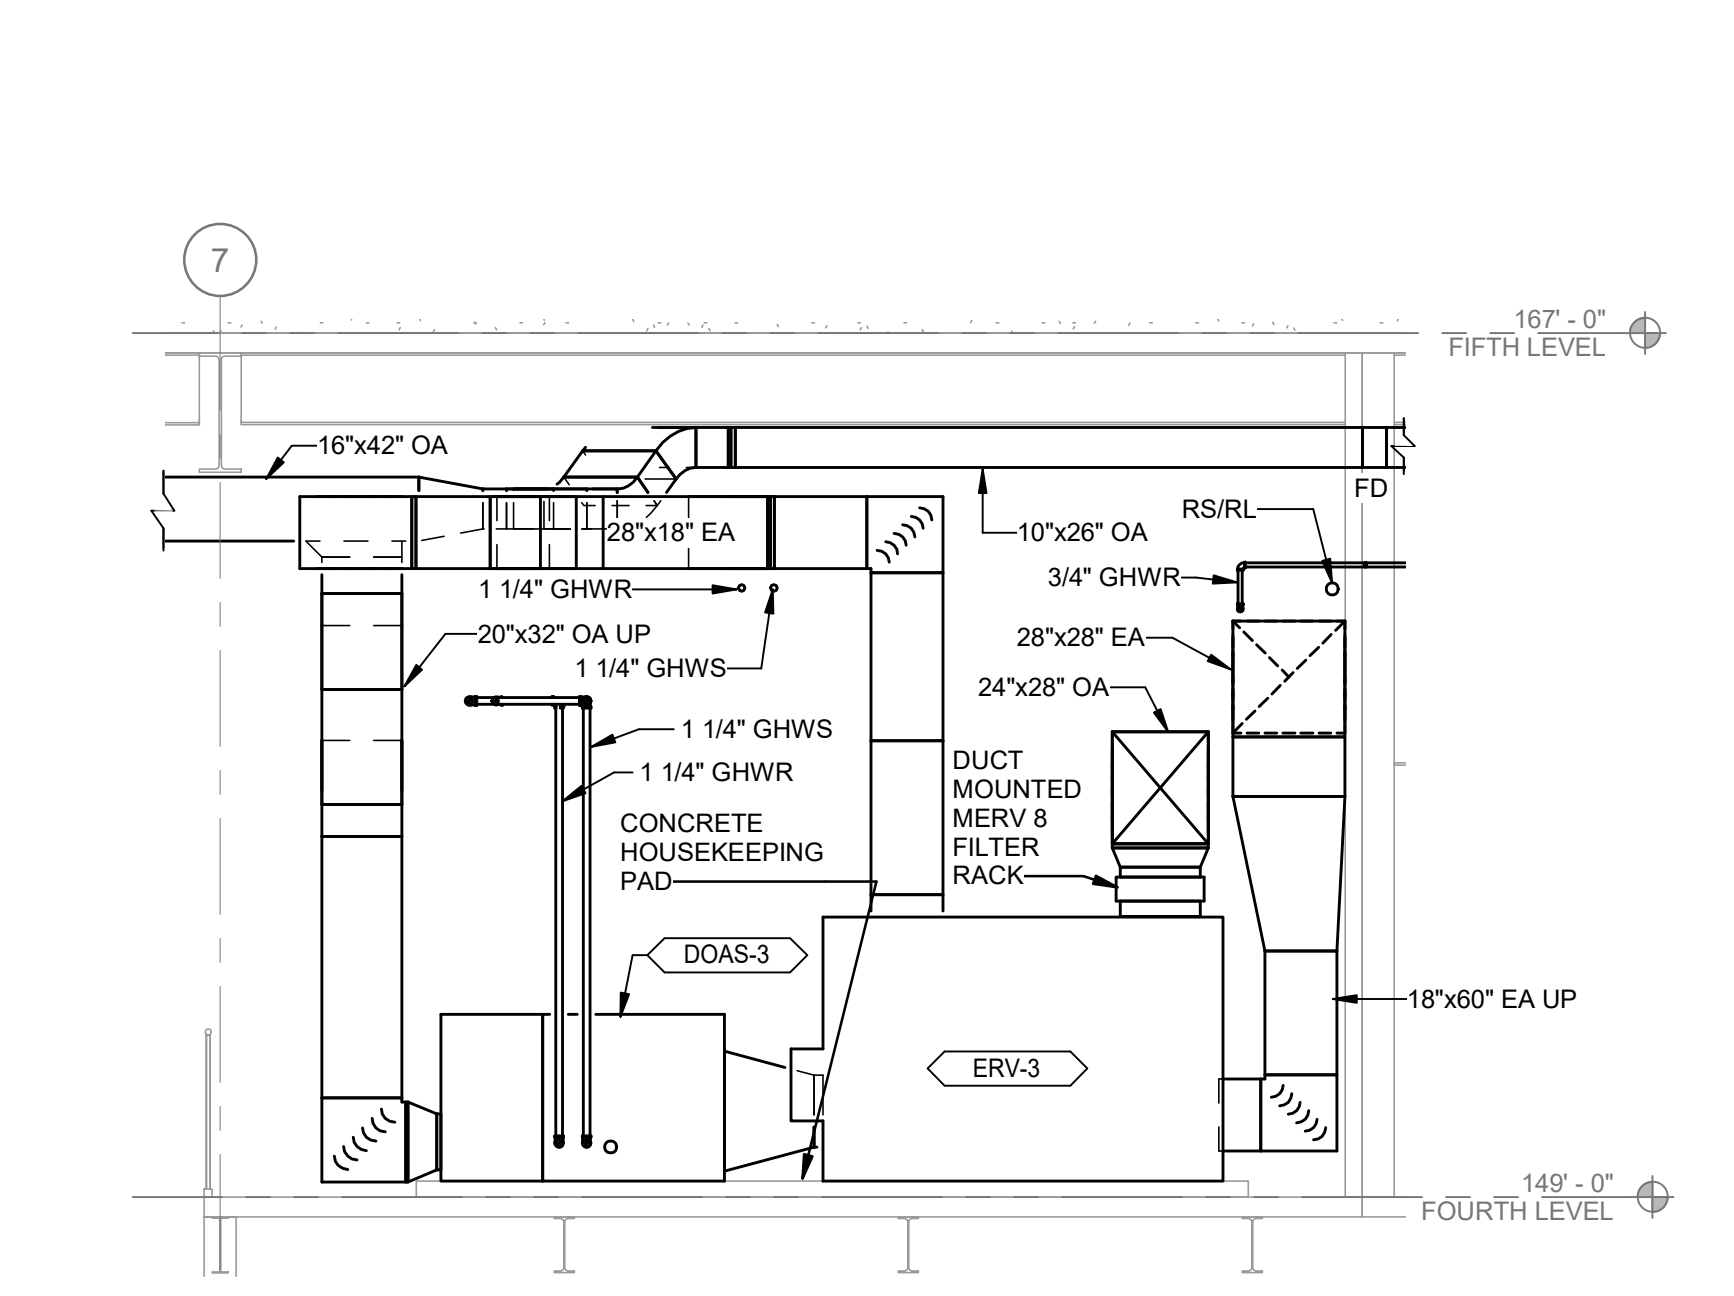 7
167' - 0"
FIFTH LEVEL
16"x42" OA
FD
28"x18" EA
10"x26" OA
RS/RL
1 1/4" GHWR
3/4" GHWR
20"x32" OA UP
28"x28" EA
1 1/4" GHWS
24"x28" OA
1 1/4" GHWS
1 1/4" GHWR
DUCT
MOUNTED
MERV 8
FILTER
RACK
CONCRETE
HOUSEKEEPING
PAD
DOAS-3
18"x60" EA UP
ERV-3
149' - 0"
FOURTH LEVEL